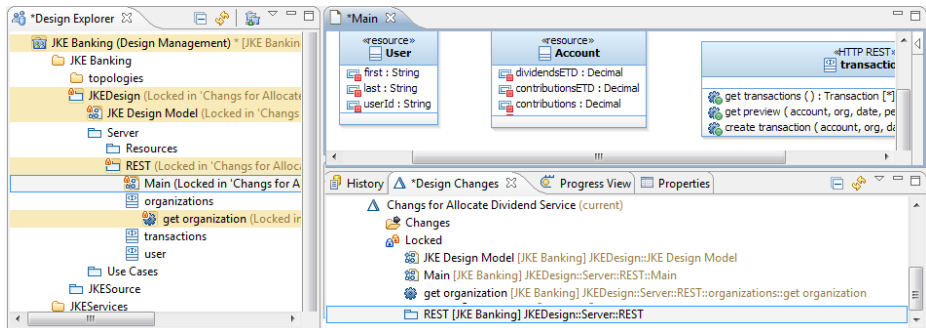 *Design Explorer
JKE Banking (Design Management) * [JKE Bankin
JKE Banking
topologies
JKEDesign (Locked in 'Changs for Allocate
JKE Design Model (Locked in 'Changs
Server
Resources
REST (Locked in 'Changs for Alloc
Main (Locked in 'Changs for A
organizations
get organization (Locked in
transactions
user
Use Cases
JKESource
JKEServices
*Main
«resource»
User
first : String
last : String
userId : String
«resource»
Account
dividendsETD : Decimal
contributionsETD : Decimal
contributions : Decimal
«HTTP REST»
transactio
get transactions ( ) : Transaction [*]
get preview ( account, org, date, pe
create transaction ( account, org, da
History
*Design Changes
Progress View
Properties
Changs for Allocate Dividend Service (current)
Changes
Locked
JKE Design Model [JKE Banking] JKEDesign::JKE Design Model
Main [JKE Banking] JKEDesign::Server::REST::Main
get organization [JKE Banking] JKEDesign::Server::REST::organizations::get organization
REST [JKE Banking] JKEDesign::Server::REST